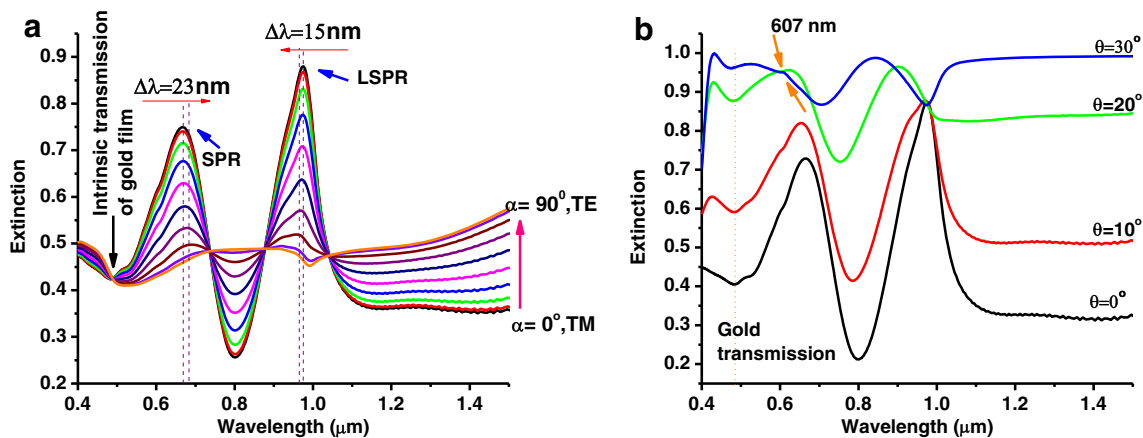 a
Δλ=15nm
LSPR
Δλ=23nm
SPR
Intrinsic transmission
of gold film
α= 90⁰,TE
α= 0°,TM
Extinction
0.9
0.8
0.7
0.6
0.5
0.4
0.3
0.2
0.4 0.6 0.8 1.0 1.2 1.4
Wavelength (μm)
b
607 nm
θ=30°
θ=20°
θ=10°
θ=0°
Gold
transmission
Extinction
1.0
0.9
0.8
0.7
0.6
0.5
0.4
0.3
0.2
0.4 0.6 0.8 1.0 1.2 1.4
Wavelength (μm)